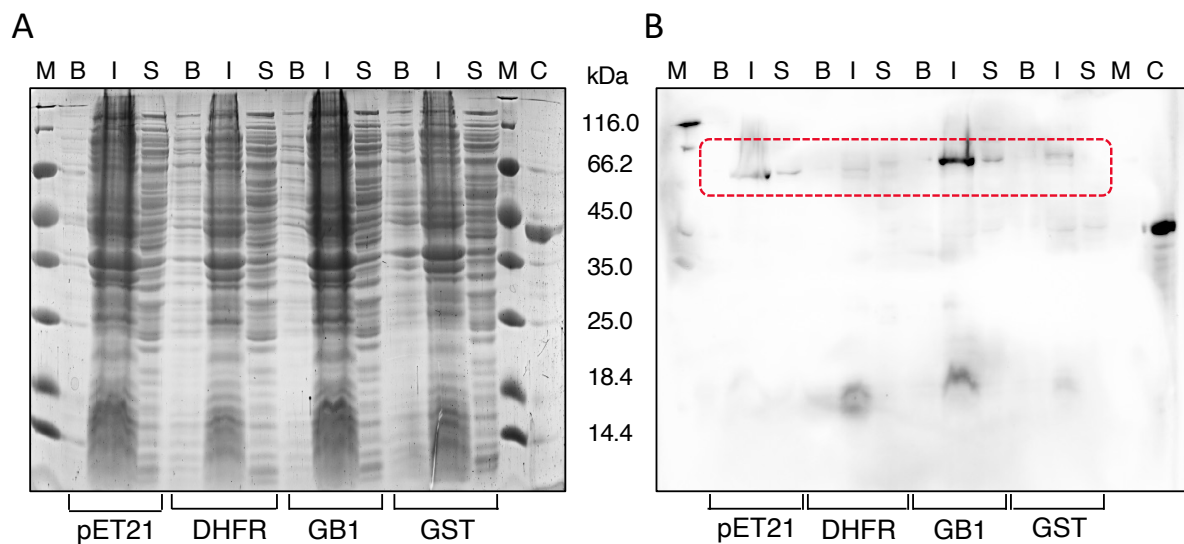 A
B
M B I S B I S B I S B I S M C
kDa
M B I S B I S B I S B I S M C
116.0
66.2
45.0
35.0
25.0
18.4
14.4
pET21 DHFR GB1 GST
pET21 DHFR GB1 GST